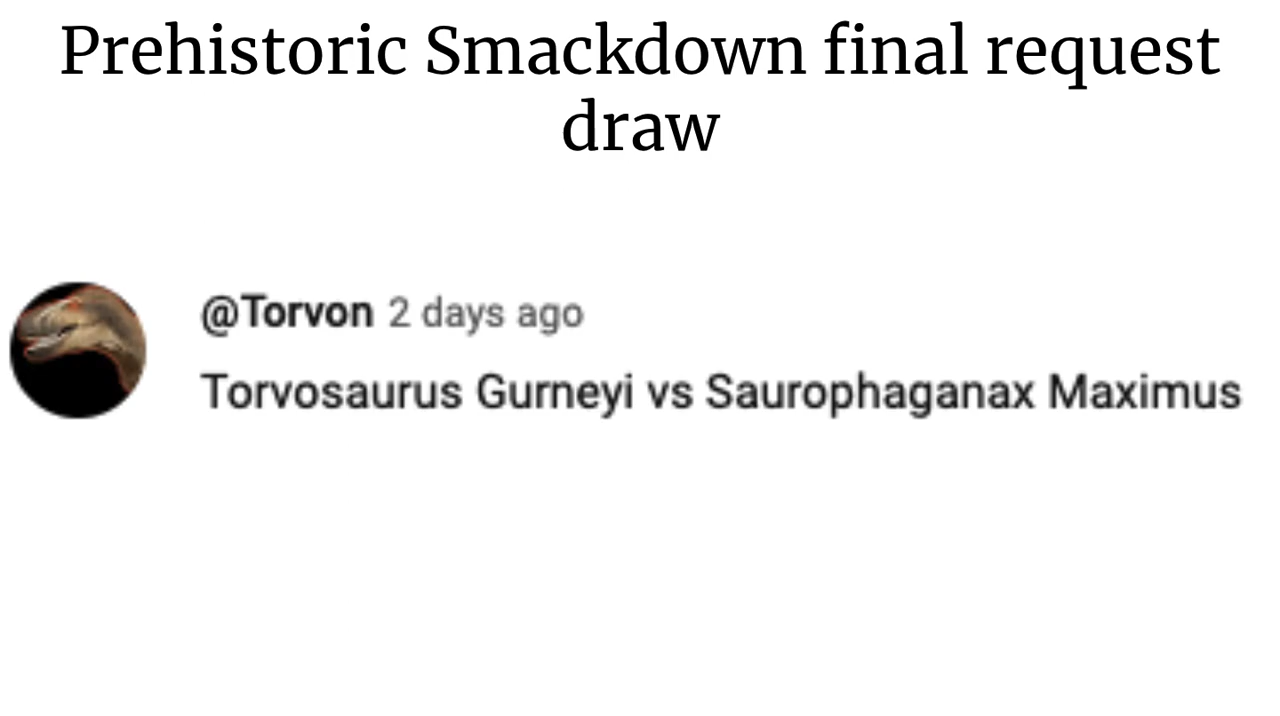 Prehistoric Smackdown final request
draw
@Torvon 2 days ago
Torvosaurus Gurneyi vs Saurophaganax Maximus